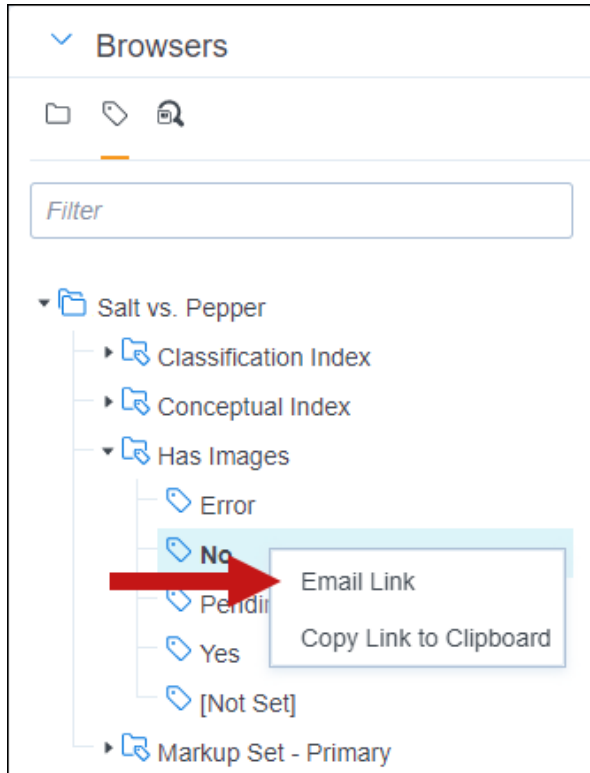 Browsers
Filter
Salt vs. Pepper
Classification Index
Conceptual Index
Has Images
Error
No
Email Link
Copy Link to Clipboard
Yes
[Not Set]
Markup Set - Primary